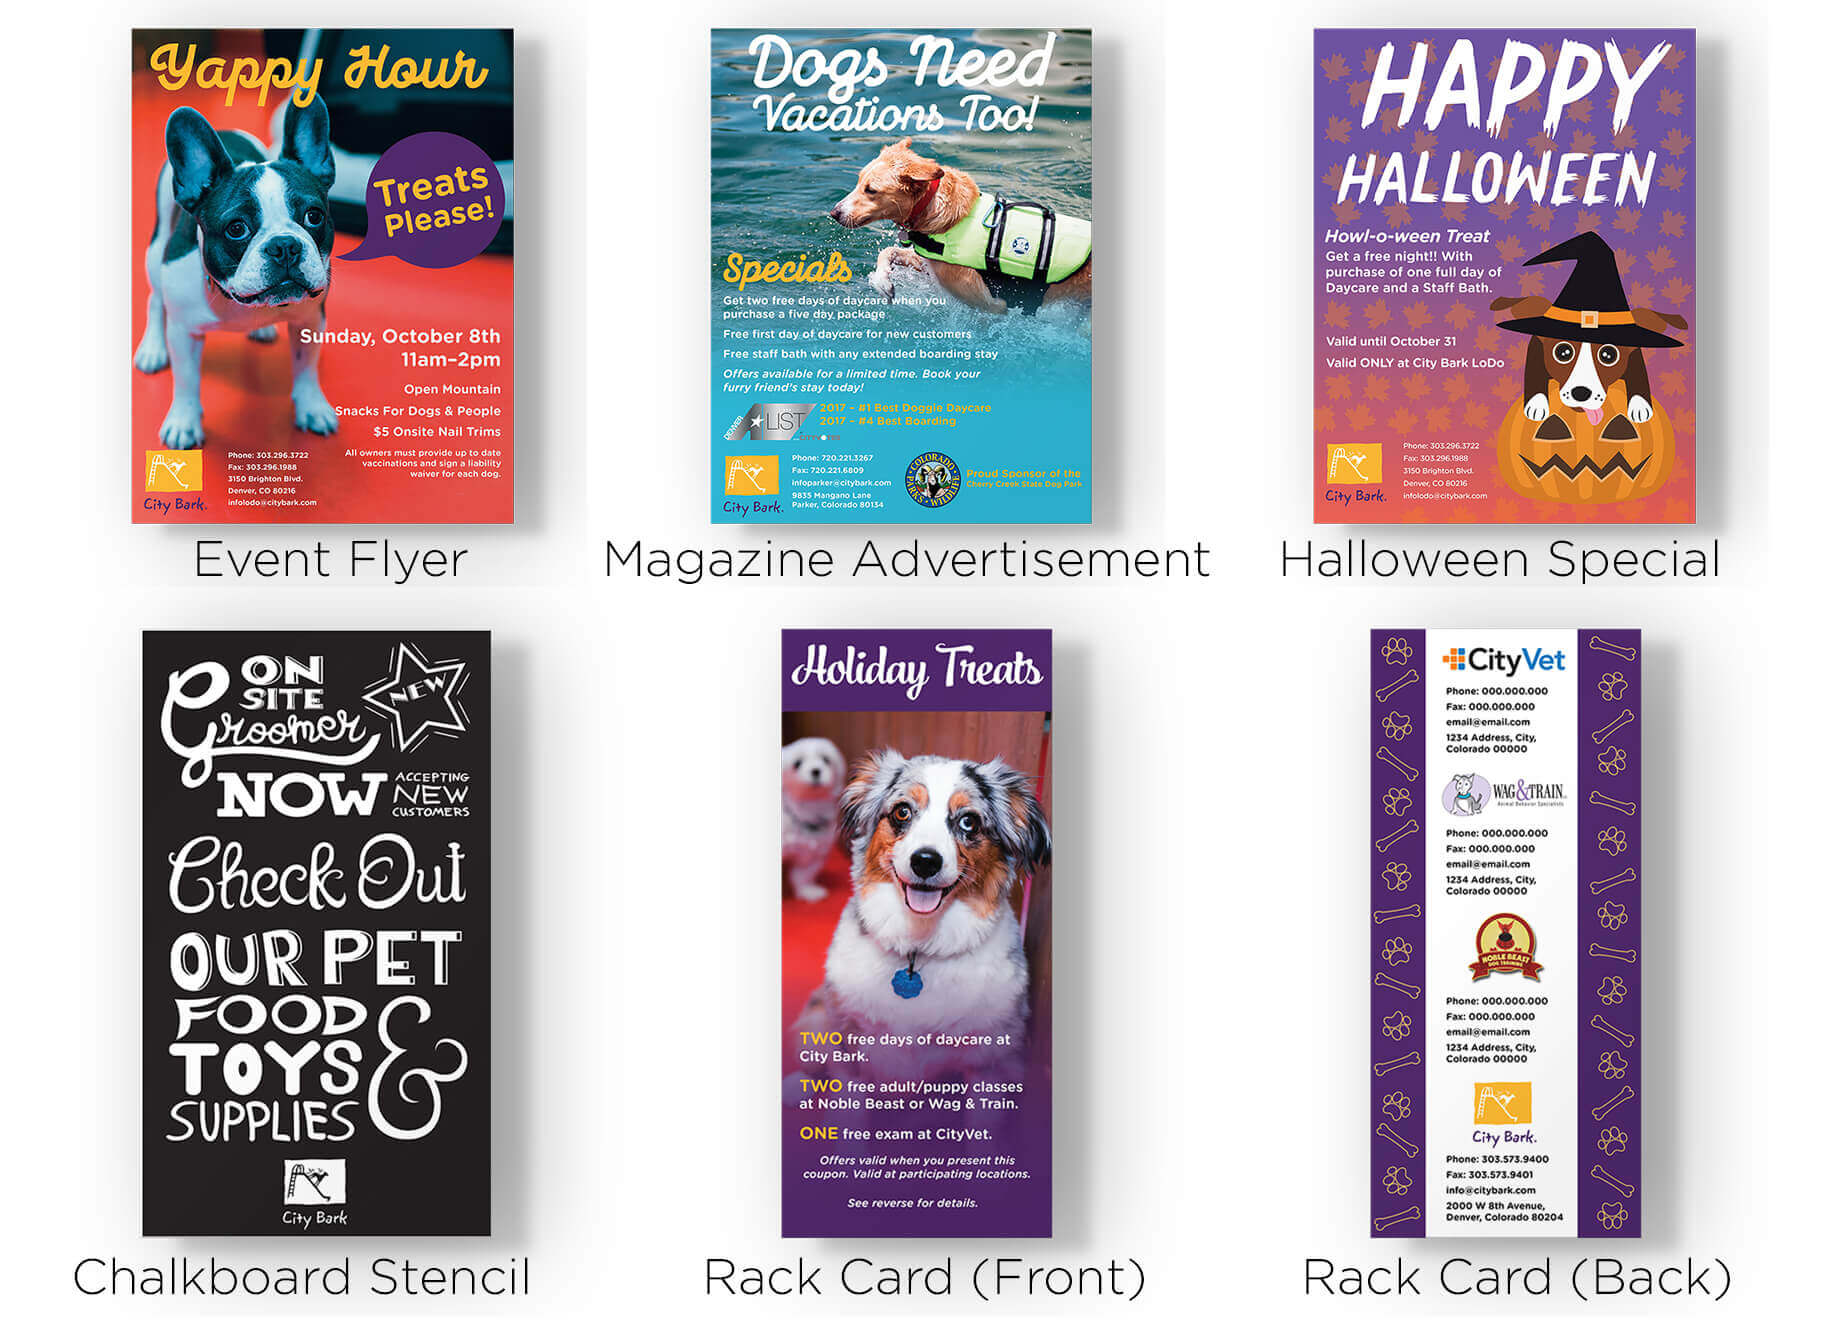 Yappy Hour
Treats
Please!
Sunday, October 8th
11am–2pm
Open Mountain
Snacks For Dogs & People
$5 Onsite Nail Trims
All owners must provide up to date
vaccinations and sign a liability
waiver for each dog.
City Bark.
Phone: 303.296.3722
Fax: 303.296.1988
3150 Brighton Blvd.
Denver, CO 80216
infolodo@citybark.com
Event Flyer
Dogs Need
Vacations Too!
Specials
Get two free days of daycare when you
purchase a five day package
Free first day of daycare for new customers
Free staff bath with any extended boarding stay
Offers available for a limited time. Book your
furry friend's stay today!
DENVER A LIST
2017 – #1 Best Doggie Daycare
2017 – #4 Best Boarding
City Bark.
Phone: 720.221.3267
Fax: 720.221.6809
infoparker@citybark.com
9835 Mangano Lane
Parker, Colorado 80134
COLORADO
PARKS & WILDLIFE
Proud Sponsor of the
Cherry Creek State Dog Park
Magazine Advertisement
HAPPY
HALLOWEEN
Howl-o-ween Treat
Get a free night!! With
purchase of one full day of
Daycare and a Staff Bath.
Valid until October 31
Valid ONLY at City Bark LoDo
City Bark.
Phone: 303.296.3722
Fax: 303.296.1988
3150 Brighton Blvd.
Denver, CO 80216
infolodo@citybark.com
Halloween Special
ON
SITE
Groomer
NEW
NOW
ACCEPTING
NEW
CUSTOMERS
Check Out
OUR PET
FOOD
TOYS
&
SUPPLIES
City Bark
Chalkboard Stencil
Holiday Treats
TWO free days of daycare at
City Bark.
TWO free adult/puppy classes
at Noble Beast or Wag & Train.
ONE free exam at CityVet.
Offers valid when you present this
coupon. Valid at participating locations.
See reverse for details.
Rack Card (Front)
CityVet
Phone: 000.000.000
Fax: 000.000.000
email@email.com
1234 Address, City,
Colorado 00000
WAG & TRAIN
Animal Behavior Specialists
Phone: 000.000.000
Fax: 000.000.000
email@email.com
1234 Address, City,
Colorado 00000
NOBLE BEAST
DOG TRAINING
Phone: 000.000.000
Fax: 000.000.000
email@email.com
1234 Address, City,
Colorado 00000
City Bark.
Phone: 303.573.9400
Fax: 303.573.9401
info@citybark.com
2000 W 8th Avenue,
Denver, Colorado 80204
Rack Card (Back)